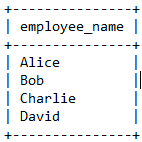 +---------------+
| employee_name |
+---------------+
| Alice         |
| Bob           |
| Charlie       |
| David         |
+---------------+